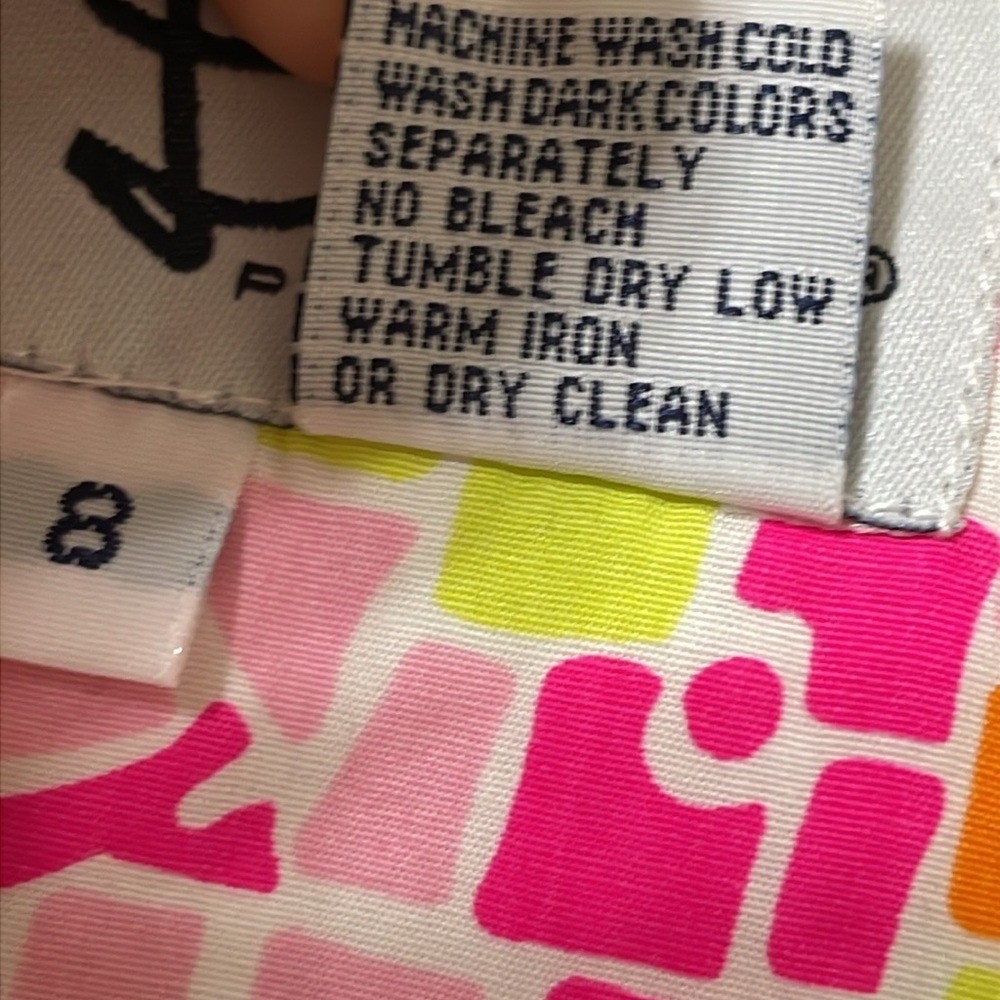 MACHINE WASH COLD
WASH DARK COLORS
SEPARATELY
NO BLEACH
TUMBLE DRY LOW
WARM IRON
OR DRY CLEAN
P
®
8